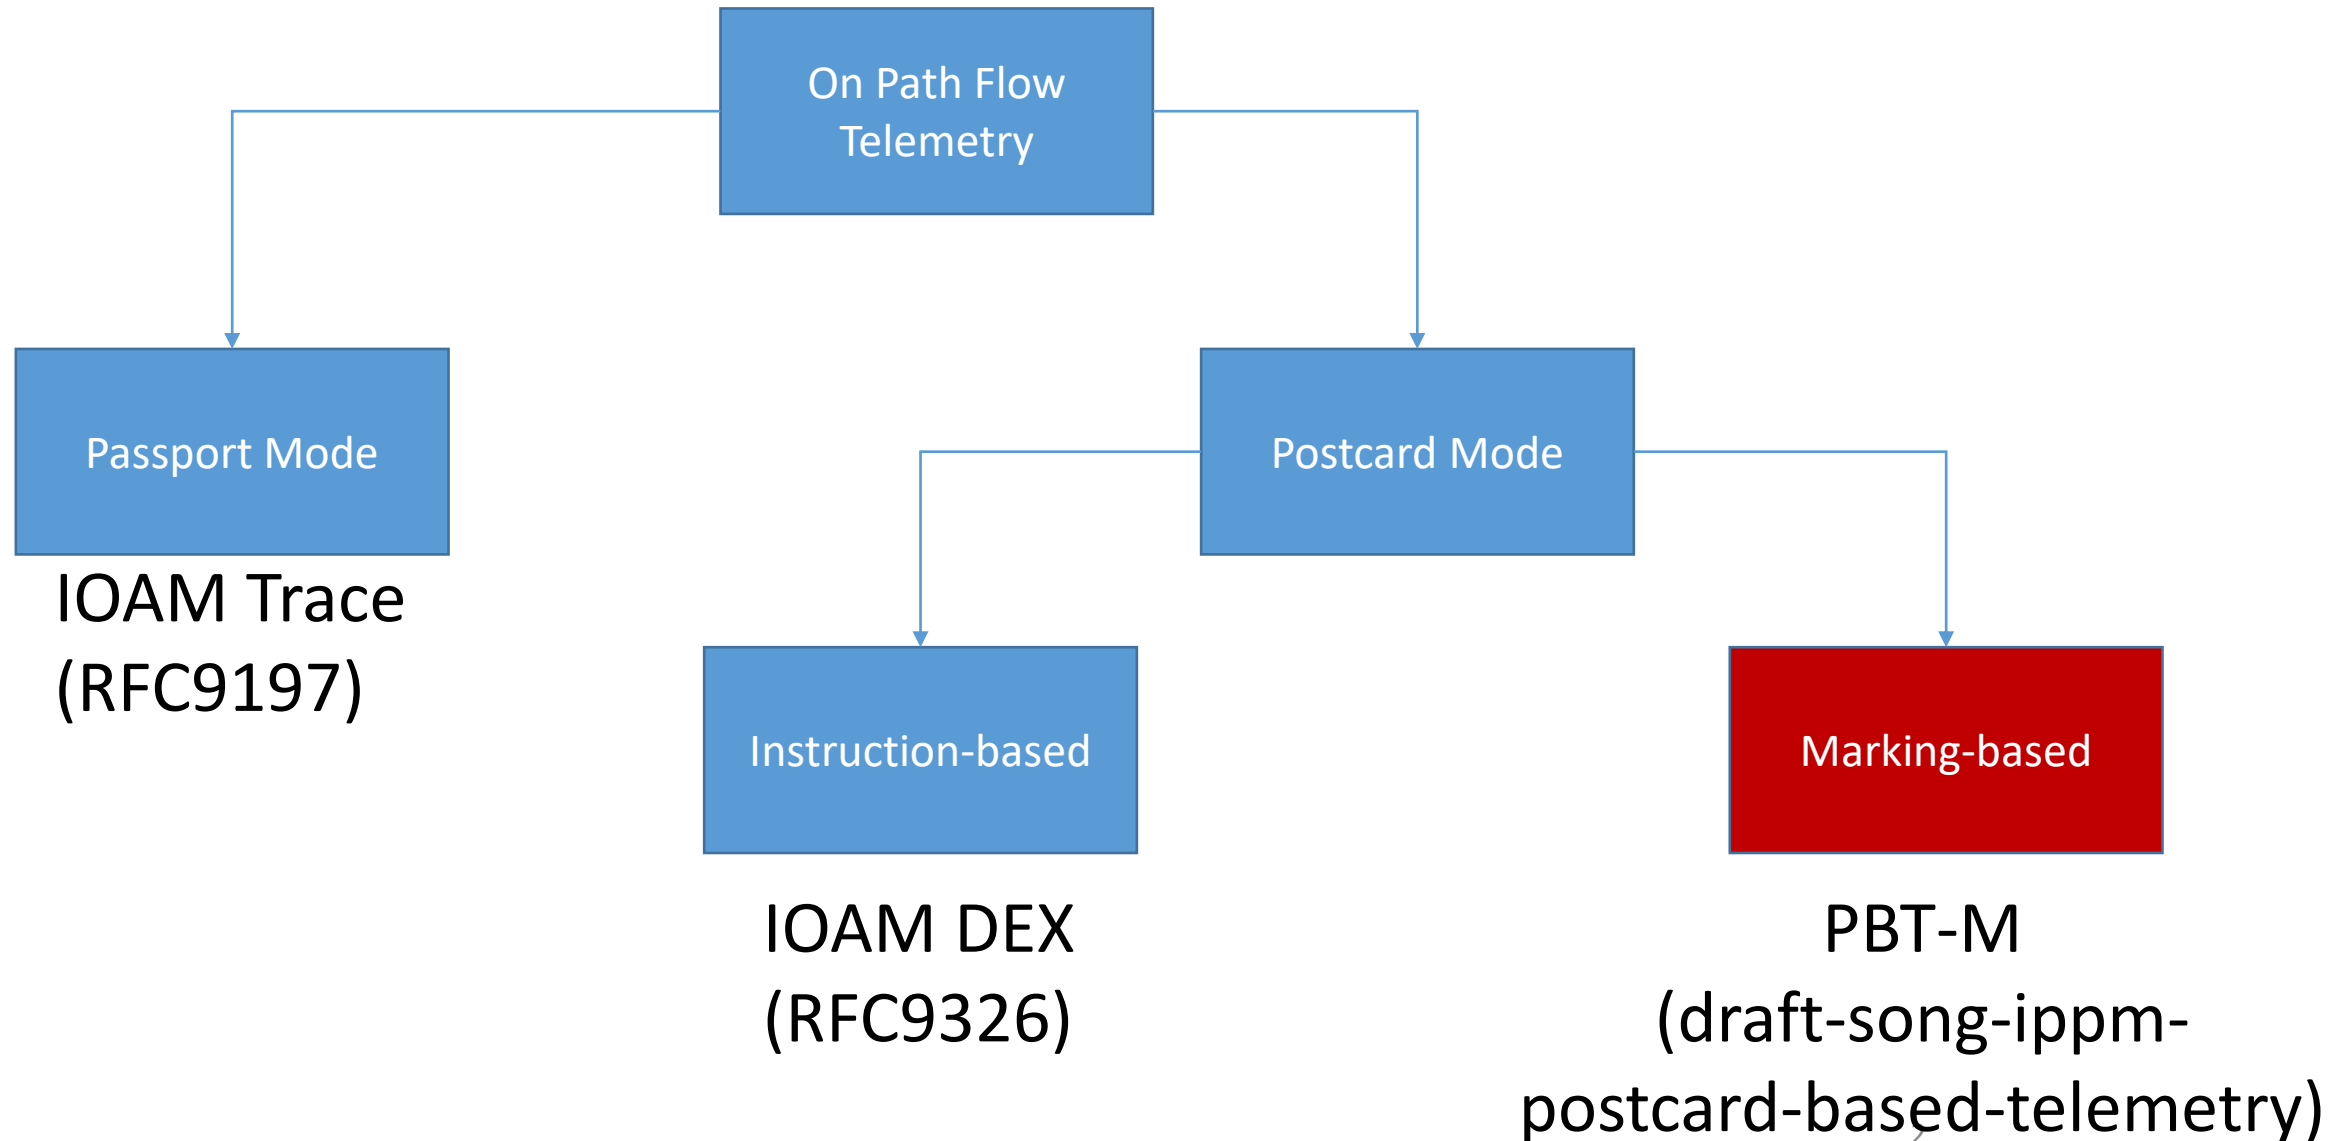 On Path Flow
Telemetry
Passport Mode
Postcard Mode
IOAM Trace
(RFC9197)
Instruction-based
Marking-based
IOAM DEX
(RFC9326)
PBT-M
(draft-song-ippm-
postcard-based-telemetry)